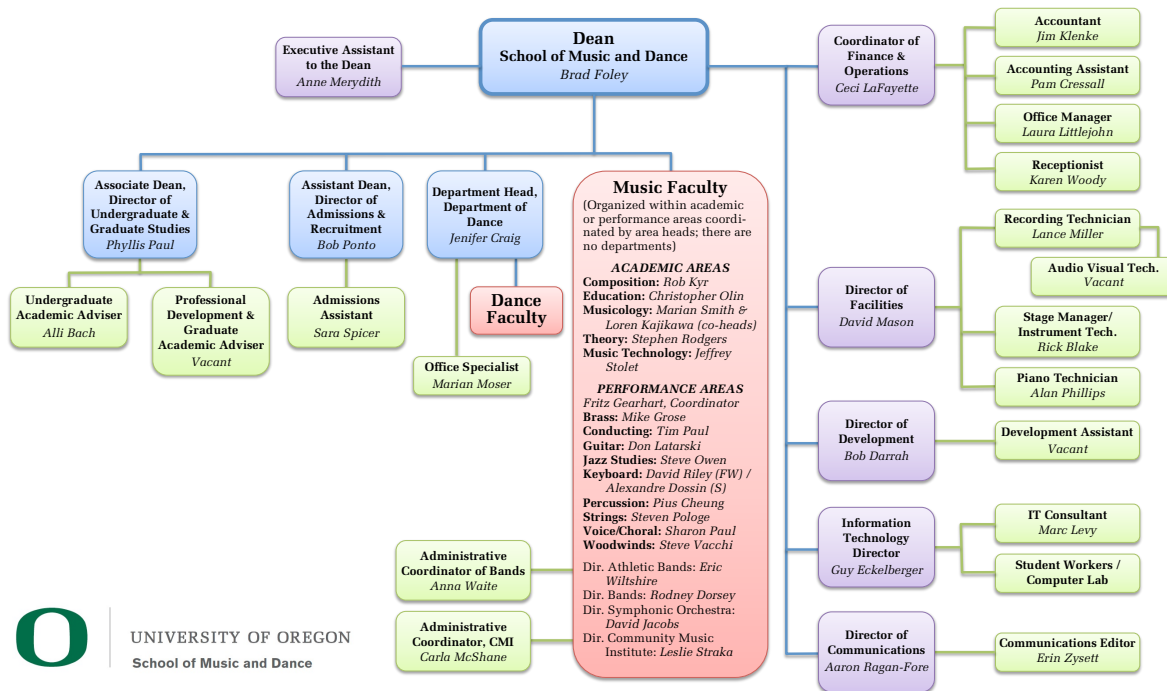 Dean
School of Music and Dance
Brad Foley
Executive Assistant
to the Dean
Anne Merydith
Coordinator of
Finance &
Operations
Ceci LaFayette
Accountant
Jim Klenke
Accounting Assistant
Pam Cressall
Office Manager
Laura Littlejohn
Receptionist
Karen Woody
Associate Dean,
Director of
Undergraduate &
Graduate Studies
Phyllis Paul
Assistant Dean,
Director of
Admissions &
Recruitment
Bob Ponto
Department Head,
Department of
Dance
Jenifer Craig
Undergraduate
Academic Adviser
Alli Bach
Professional
Development &
Graduate
Academic Adviser
Vacant
Admissions
Assistant
Sara Spicer
Dance
Faculty
Office Specialist
Marian Moser
Music Faculty
(Organized within academic
or performance areas coordi-
nated by area heads; there are
no departments)
ACADEMIC AREAS
Composition: Rob Kyr
Education: Christopher Olin
Musicology: Marian Smith &
Loren Kajikawa (co-heads)
Theory: Stephen Rodgers
Music Technology: Jeffrey
Stolet
PERFORMANCE AREAS
Fritz Gearhart, Coordinator
Brass: Mike Grose
Conducting: Tim Paul
Guitar: Don Latarski
Jazz Studies: Steve Owen
Keyboard: David Riley (FW) /
Alexandre Dossin (S)
Percussion: Pius Cheung
Strings: Steven Pologe
Voice/Choral: Sharon Paul
Woodwinds: Steve Vacchi
Dir. Athletic Bands: Eric
Wiltshire
Dir. Bands: Rodney Dorsey
Dir. Symphonic Orchestra:
David Jacobs
Dir. Community Music
Institute: Leslie Straka
Administrative
Coordinator of Bands
Anna Waite
Administrative
Coordinator, CMI
Carla McShane
Director of
Facilities
David Mason
Recording Technician
Lance Miller
Audio Visual Tech.
Vacant
Stage Manager/
Instrument Tech.
Rick Blake
Piano Technician
Alan Phillips
Director of
Development
Bob Darrah
Development Assistant
Vacant
Information
Technology
Director
Guy Eckelberger
IT Consultant
Marc Levy
Student Workers /
Computer Lab
Director of
Communications
Aaron Ragan-Fore
Communications Editor
Erin Zysett
O
UNIVERSITY OF OREGON
School of Music and Dance